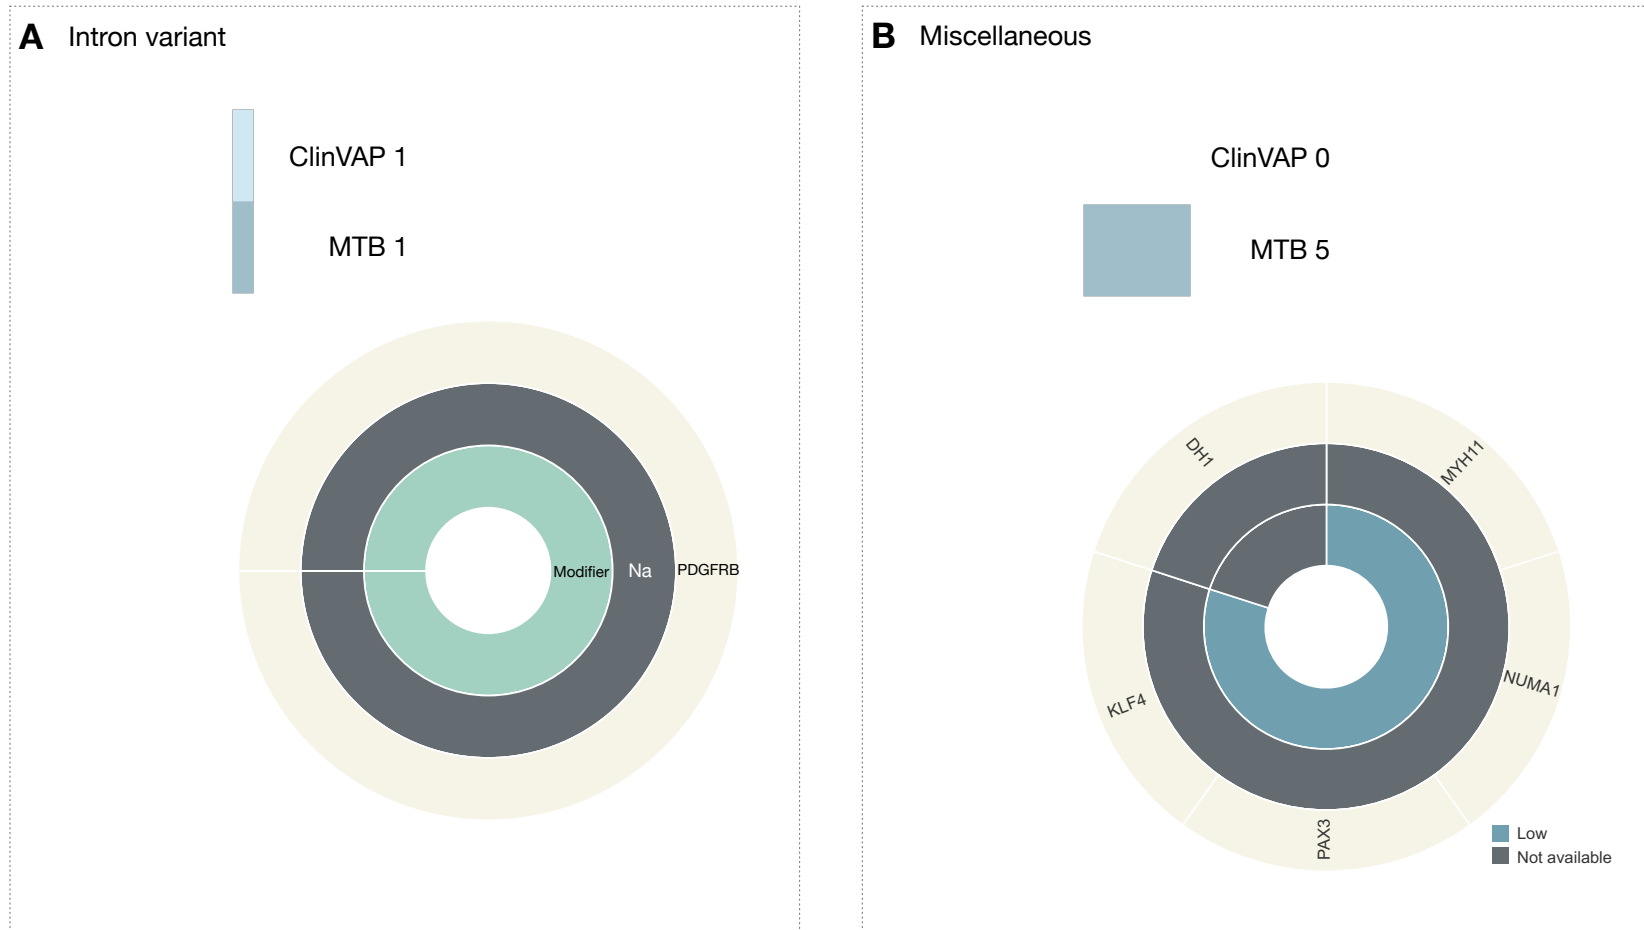 A Intron variant
ClinVAP 1
MTB 1
Modifier
Na
PDGFRB
B Miscellaneous
ClinVAP 0
MTB 5
DH1
MYH11
KLF4
NUMA1
PAX3
Low
Not available